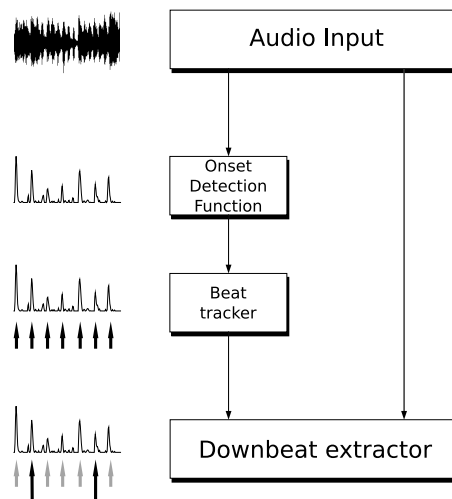 Audio Input
Onset
Detection
Function
Beat
tracker
Downbeat extractor